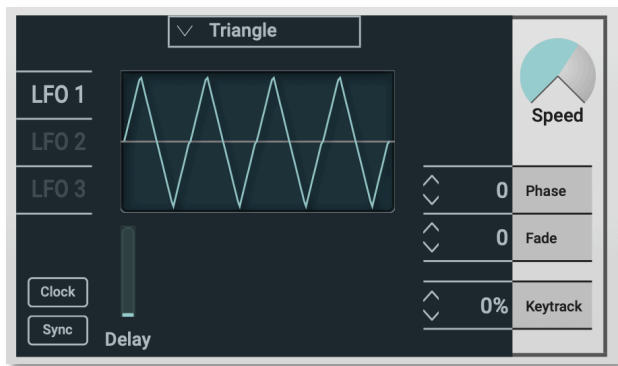 Triangle
LFO 1
LFO 2
LFO 3
Speed
0 Phase
0 Fade
0% Keytrack
Clock
Sync
Delay